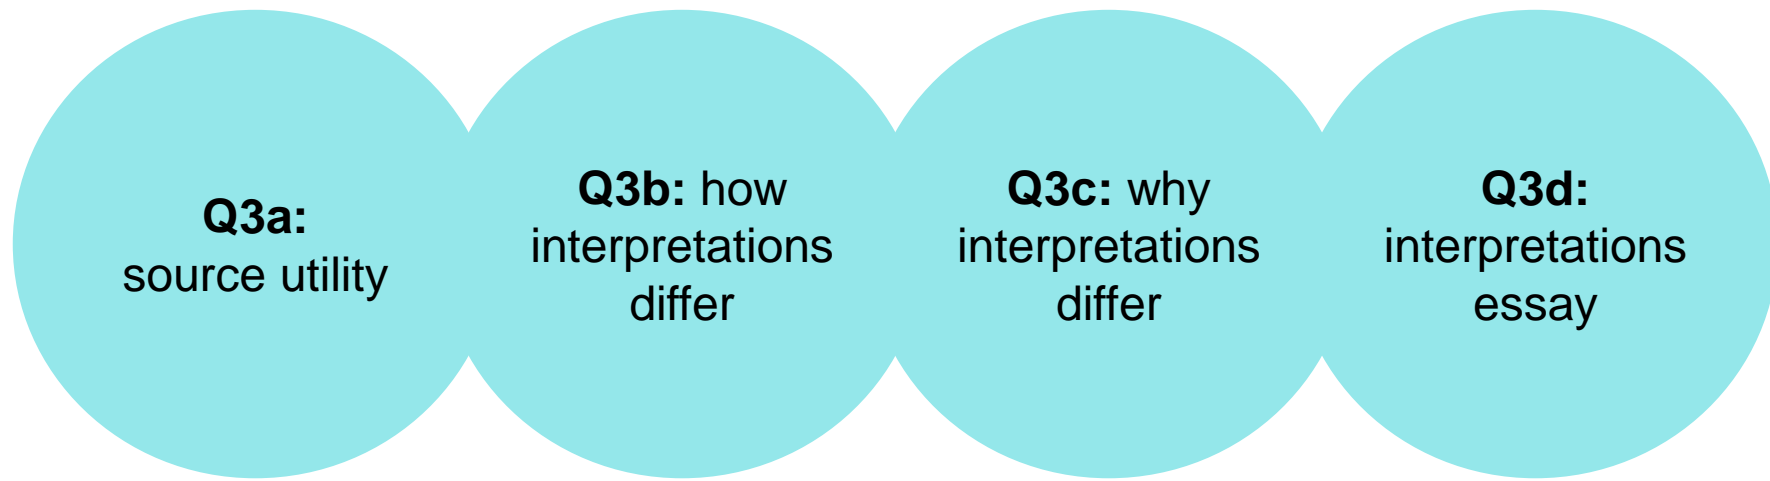 Q3a:
source utility
Q3b: how
interpretations
differ
Q3c: why
interpretations
differ
Q3d:
interpretations
essay